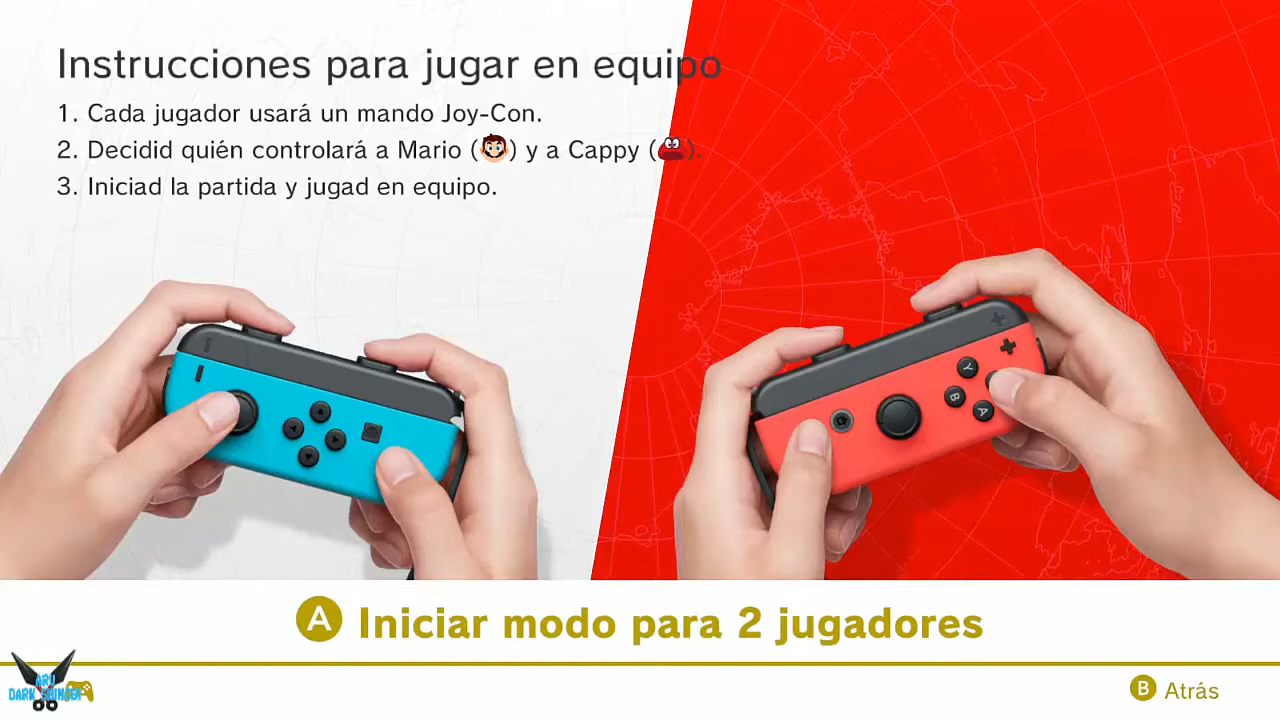 Instrucciones para jugar en equipo
1. Cada jugador usará un mando Joy-Con.
2. Decidid quién controlará a Mario ( ) y a Cappy ( ).
3. Iniciad la partida y jugad en equipo.
Y
B
A
A Iniciar modo para 2 jugadores
B Atrás